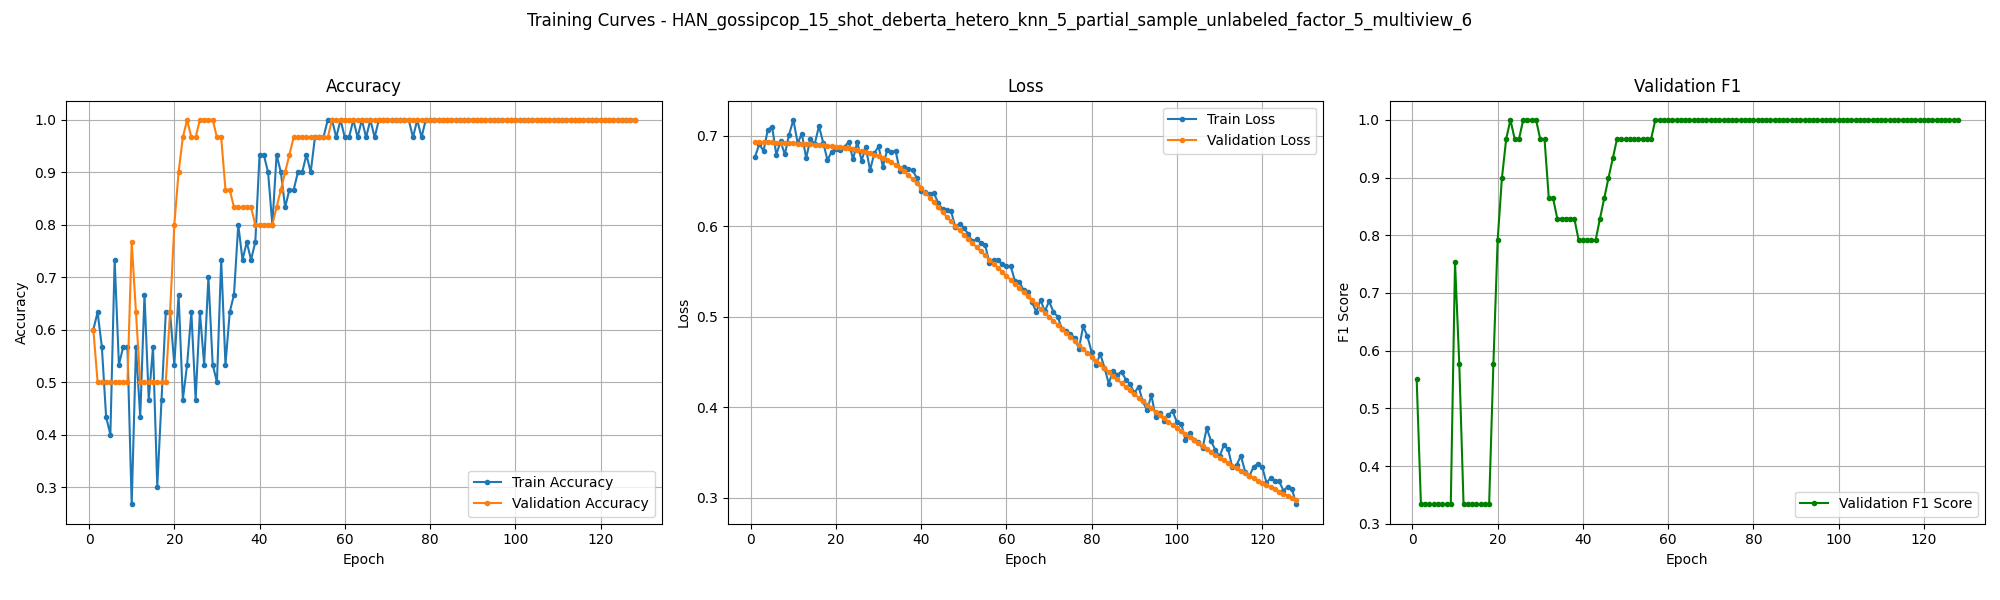 Training Curves - HAN_gossipcop_15_shot_deberta_hetero_knn_5_partial_sample_unlabeled_factor_5_multiview_6
Accuracy
Accuracy
1.0
0.9
0.8
0.7
0.6
0.5
0.4
0.3
Train Accuracy
Validation Accuracy
0 20 40 60 80 100 120
Epoch
Loss
Loss
0.7
0.6
0.5
0.4
0.3
Train Loss
Validation Loss
0 20 40 60 80 100 120
Epoch
Validation F1
F1 Score
1.0
0.9
0.8
0.7
0.6
0.5
0.4
0.3
Validation F1 Score
0 20 40 60 80 100 120
Epoch